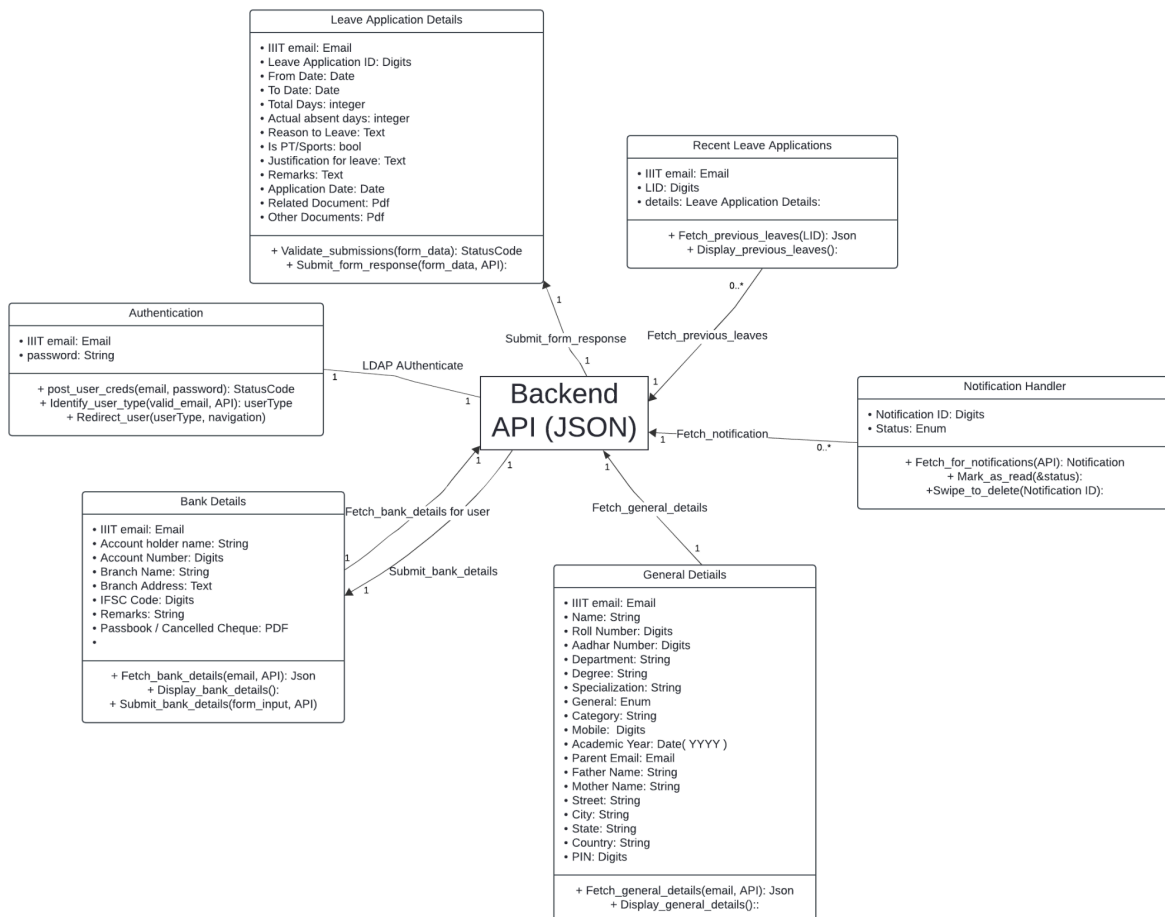 Leave Application Details
• IIIT email: Email
• Leave Application ID: Digits
• From Date: Date
• To Date: Date
• Total Days: integer
• Actual absent days: integer
• Reason to Leave: Text
• Is PT/Sports: bool
• Justification for leave: Text
• Remarks: Text
• Application Date: Date
• Related Document: Pdf
• Other Documents: Pdf
+ Validate_submissions(form_data): StatusCode
+ Submit_form_response(form_data, API):
Recent Leave Applications
• IIIT email: Email
• LID: Digits
• details: Leave Application Details:
+ Fetch_previous_leaves(LID): Json
+ Display_previous_leaves():
Authentication
• IIIT email: Email
• password: String
+ post_user_creds(email, password): StatusCode
+ Identify_user_type(valid_email, API): userType
+ Redirect_user(userType, navigation)
1
Submit_form_response
1
0..*
Fetch_previous_leaves
1
LDAP AUthenticate
1
1
Backend
API (JSON)
Notification Handler
• Notification ID: Digits
• Status: Enum
+ Fetch_for_notifications(API): Notification
+ Mark_as_read(&status):
+Swipe_to_delete(Notification ID):
1
Fetch_notification
0..*
1
1
1
Fetch_bank_details for user
Fetch_general_details
1
Submit_bank_details
1
1
Bank Details
• IIIT email: Email
• Account holder name: String
• Account Number: Digits
• Branch Name: String
• Branch Address: Text
• IFSC Code: Digits
• Remarks: String
• Passbook / Cancelled Cheque: PDF
•
+ Fetch_bank_details(email, API): Json
+ Display_bank_details():
+ Submit_bank_details(form_input, API)
General Detiails
• IIIT email: Email
• Name: String
• Roll Number: Digits
• Aadhar Number: Digits
• Department: String
• Degree: String
• Specialization: String
• General: Enum
• Category: String
• Mobile:  Digits
• Academic Year: Date( YYYY )
• Parent Email: Email
• Father Name: String
• Mother Name: String
• Street: String
• City: String
• State: String
• Country: String
• PIN: Digits
+ Fetch_general_details(email, API): Json
+ Display_general_details()::